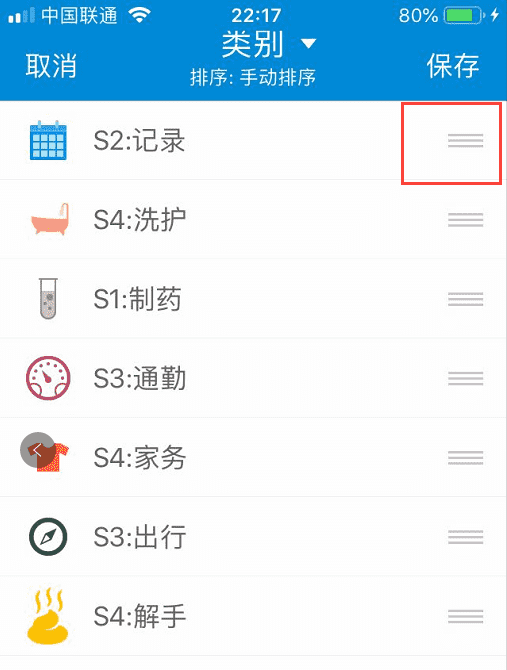 中国联通 22:17 80%
类别
取消 保存
排序: 手动排序
S2:记录
S4:洗护
S1:制药
S3:通勤
S4:家务
S3:出行
S4:解手